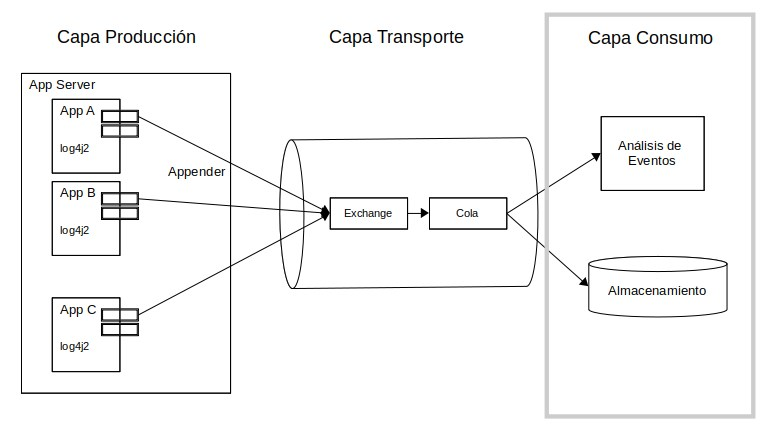 Capa Producción
Capa Transporte
Capa Consumo
App Server
App A
log4j2
Appender
App B
log4j2
App C
log4j2
Exchange
Cola
Análisis de
Eventos
Almacenamiento